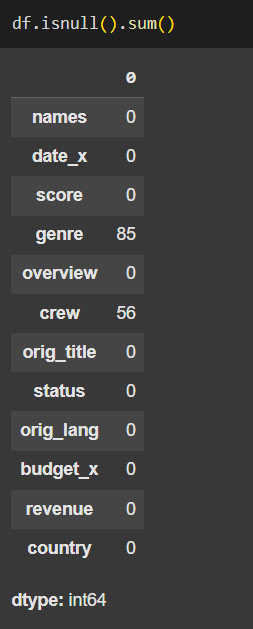 df.isnull().sum()
0
names 0
date_x 0
score 0
genre 85
overview 0
crew 56
orig_title 0
status 0
orig_lang 0
budget_x 0
revenue 0
country 0
dtype: int64